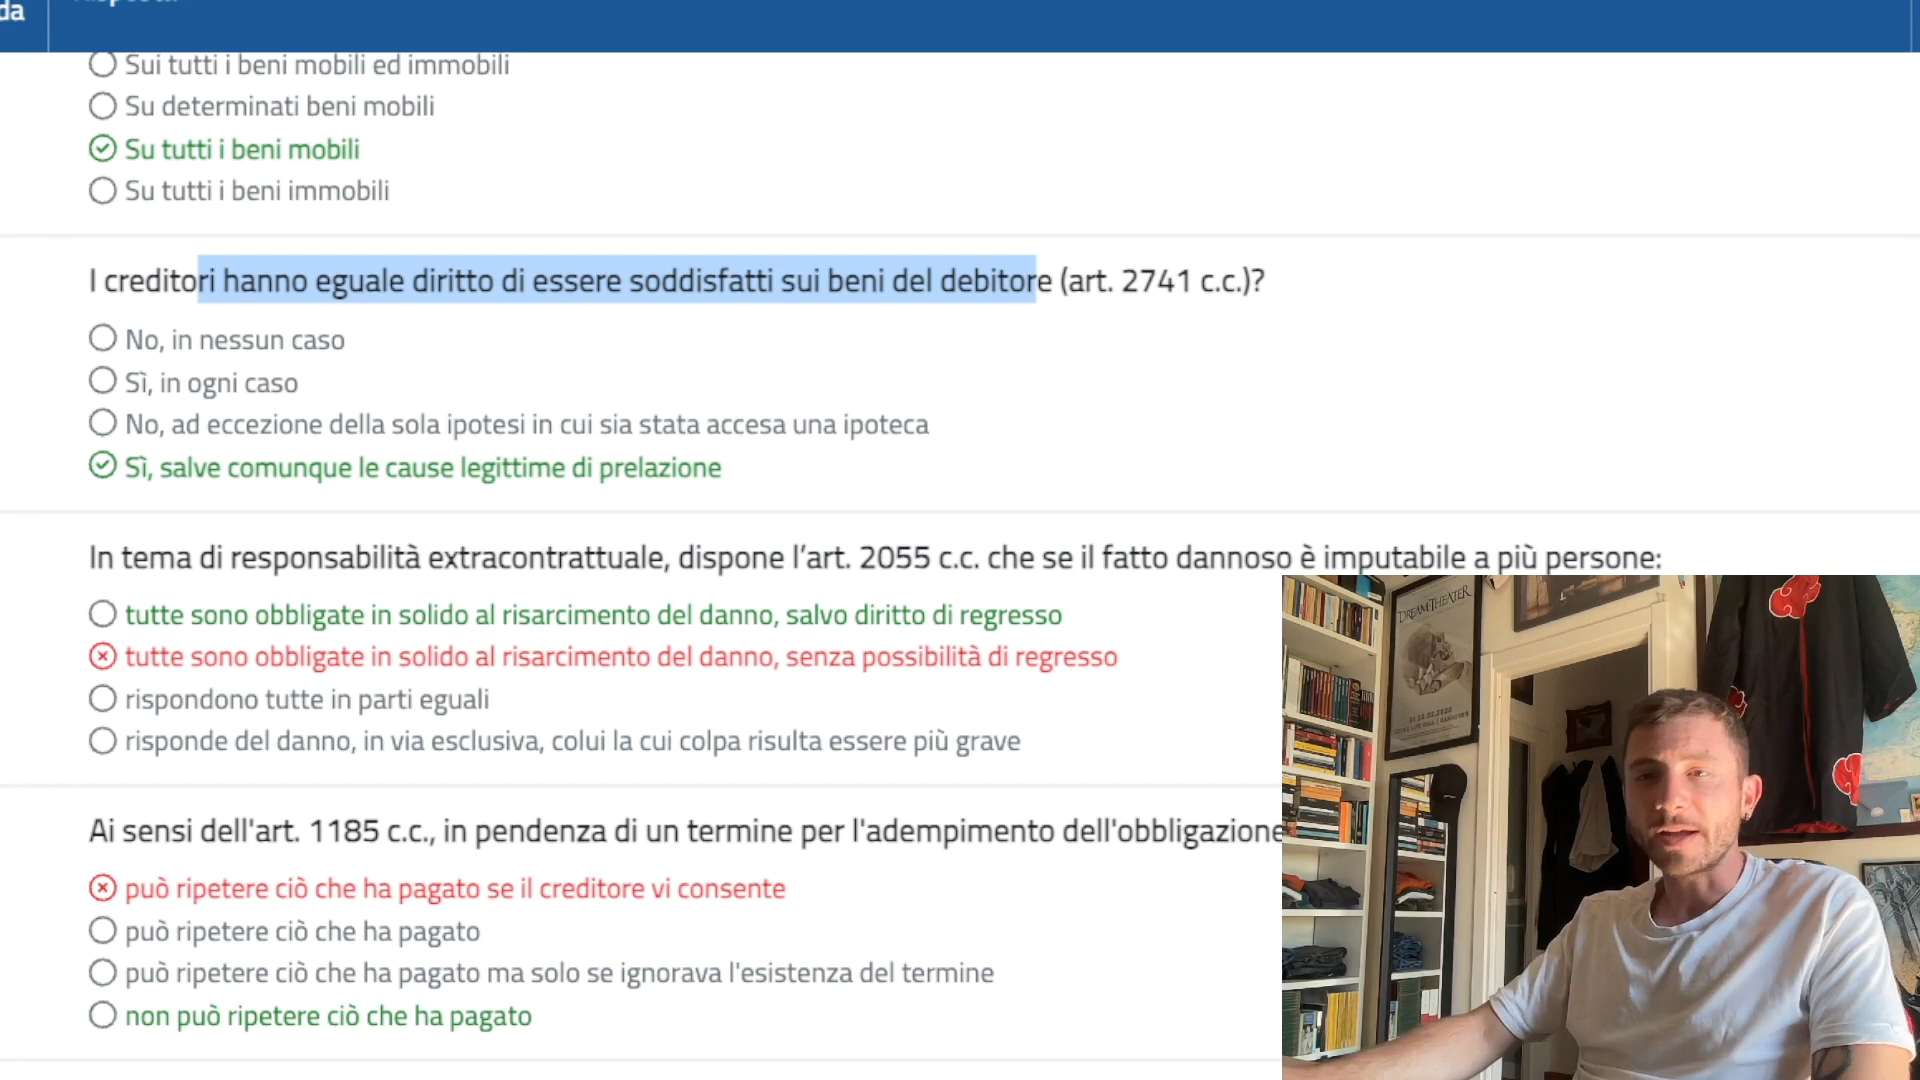 da
Sui tutti i beni mobili ed immobili
Su determinati beni mobili
Su tutti i beni mobili
Su tutti i beni immobili
I creditori hanno eguale diritto di essere soddisfatti sui beni del debitore (art. 2741 c.c.)?
No, in nessun caso
Sì, in ogni caso
No, ad eccezione della sola ipotesi in cui sia stata accesa una ipoteca
Sì, salve comunque le cause legittime di prelazione
In tema di responsabilità extracontrattuale, dispone l'art. 2055 c.c. che se il fatto dannoso è imputabile a più persone:
tutte sono obbligate in solido al risarcimento del danno, salvo diritto di regresso
tutte sono obbligate in solido al risarcimento del danno, senza possibilità di regresso
rispondono tutte in parti eguali
risponde del danno, in via esclusiva, colui la cui colpa risulta essere più grave
Ai sensi dell'art. 1185 c.c., in pendenza di un termine per l'adempimento dell'obbligazione
può ripetere ciò che ha pagato se il creditore vi consente
può ripetere ciò che ha pagato
può ripetere ciò che ha pagato ma solo se ignorava l'esistenza del termine
non può ripetere ciò che ha pagato
DREAM THEATER